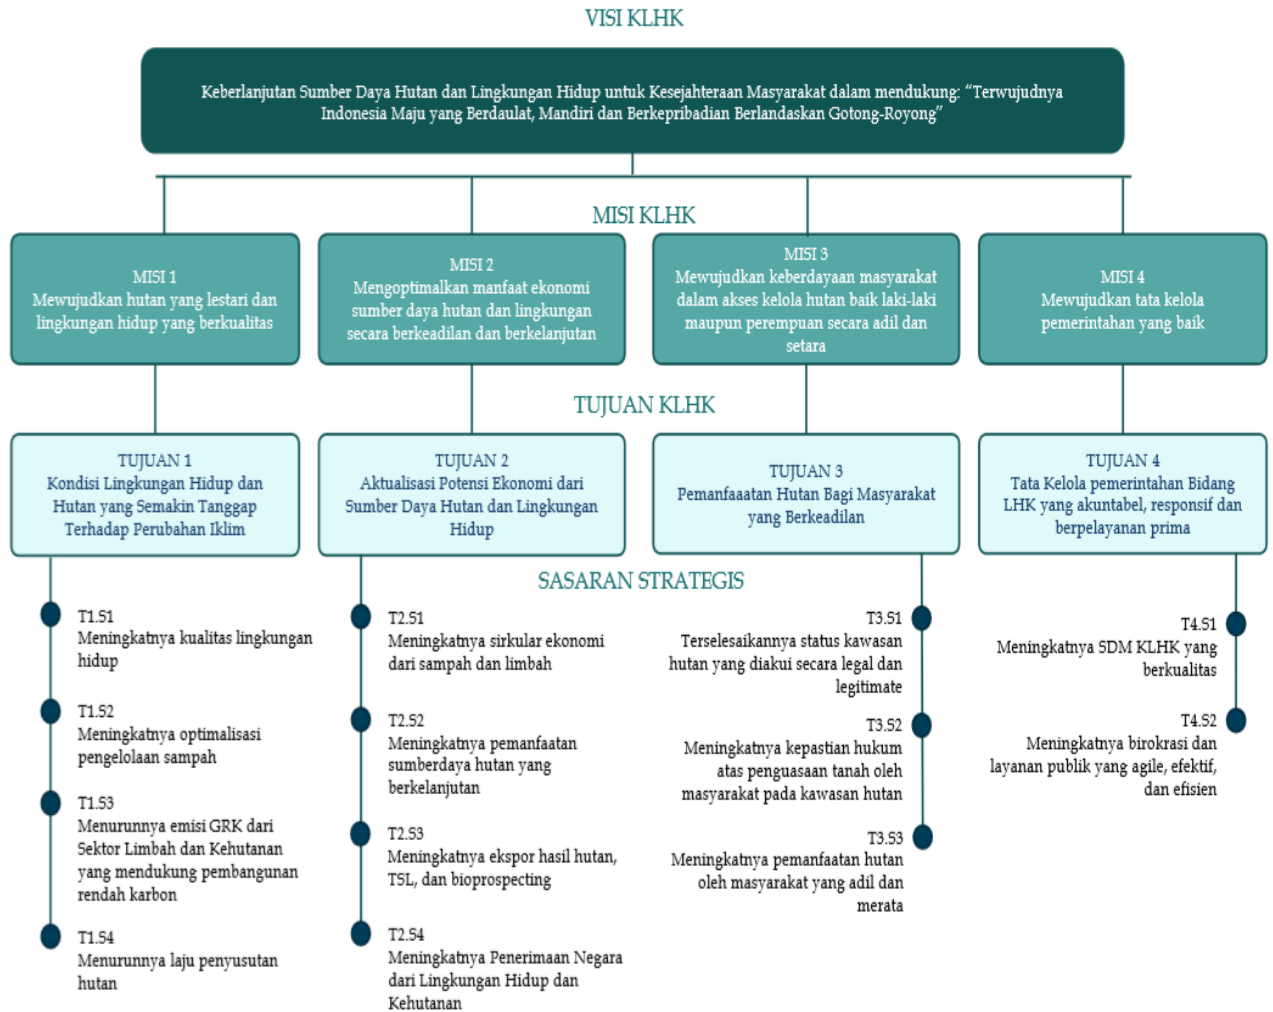 VISI KLHK
Keberlanjutan Sumber Daya Hutan dan Lingkungan Hidup untuk Kesejahteraan Masyarakat dalam mendukung: “Terwujudnya
Indonesia Maju yang Berdaulat, Mandiri dan Berkepribadian Berlandaskan Gotong-Royong”
MISI KLHK
MISI 1
Mewujudkan hutan yang lestari dan
lingkungan hidup yang berkualitas
MISI 2
Mengoptimalkan manfaat ekonomi
sumber daya hutan dan lingkungan
secara berkeadilan dan berkelanjutan
MISI 3
Mewujudkan keberdayaan masyarakat
dalam akses kelola hutan baik laki-laki
maupun perempuan secara adil dan
setara
MISI 4
Mewujudkan tata kelola
pemerintahan yang baik
TUJUAN KLHK
TUJUAN 1
Kondisi Lingkungan Hidup dan
Hutan yang Semakin Tanggap
Terhadap Perubahan Iklim
TUJUAN 2
Aktualisasi Potensi Ekonomi dari
Sumber Daya Hutan dan Lingkungan
Hidup
TUJUAN 3
Pemanfaaatan Hutan Bagi Masyarakat
yang Berkeadilan
TUJUAN 4
Tata Kelola pemerintahan Bidang
LHK yang akuntabel, responsif dan
berpelayanan prima
SASARAN STRATEGIS
T1.S1
Meningkatnya kualitas lingkungan
hidup
T1.S2
Meningkatnya optimalisasi
pengelolaan sampah
T1.S3
Menurunnya emisi GRK dari
Sektor Limbah dan Kehutanan
yang mendukung pembangunan
rendah karbon
T1.S4
Menurunnya laju penyusutan
hutan
T2.S1
Meningkatnya sirkular ekonomi
dari sampah dan limbah
T2.S2
Meningkatnya pemanfaatan
sumberdaya hutan yang
berkelanjutan
T2.S3
Meningkatnya ekspor hasil hutan,
TSL, dan bioprospecting
T2.S4
Meningkatnya Penerimaan Negara
dari Lingkungan Hidup dan
Kehutanan
T3.S1
Terselesaikannya status kawasan
hutan yang diakui secara legal dan
legitimate
T3.S2
Meningkatnya kepastian hukum
atas penguasaan tanah oleh
masyarakat pada kawasan hutan
T3.S3
Meningkatnya pemanfaatan hutan
oleh masyarakat yang adil dan
merata
T4.S1
Meningkatnya SDM KLHK yang
berkualitas
T4.S2
Meningkatnya birokrasi dan
layanan publik yang agile, efektif,
dan efisien